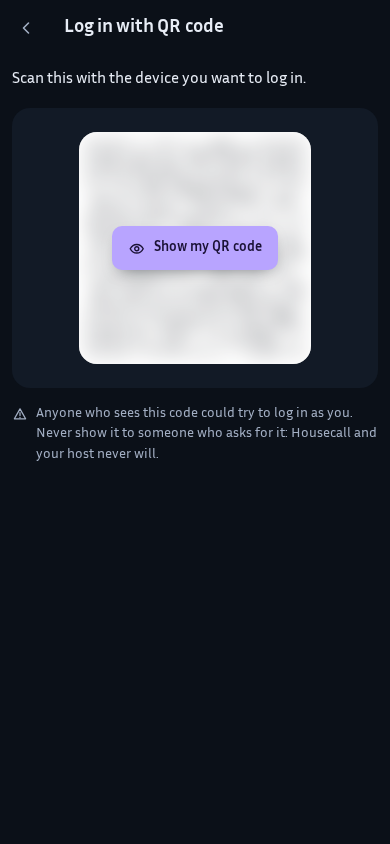 Log in with QR code
Scan this with the device you want to log in.
Show my QR code
Anyone who sees this code could try to log in as you.
Never show it to someone who asks for it: Housecall and
your host never will.